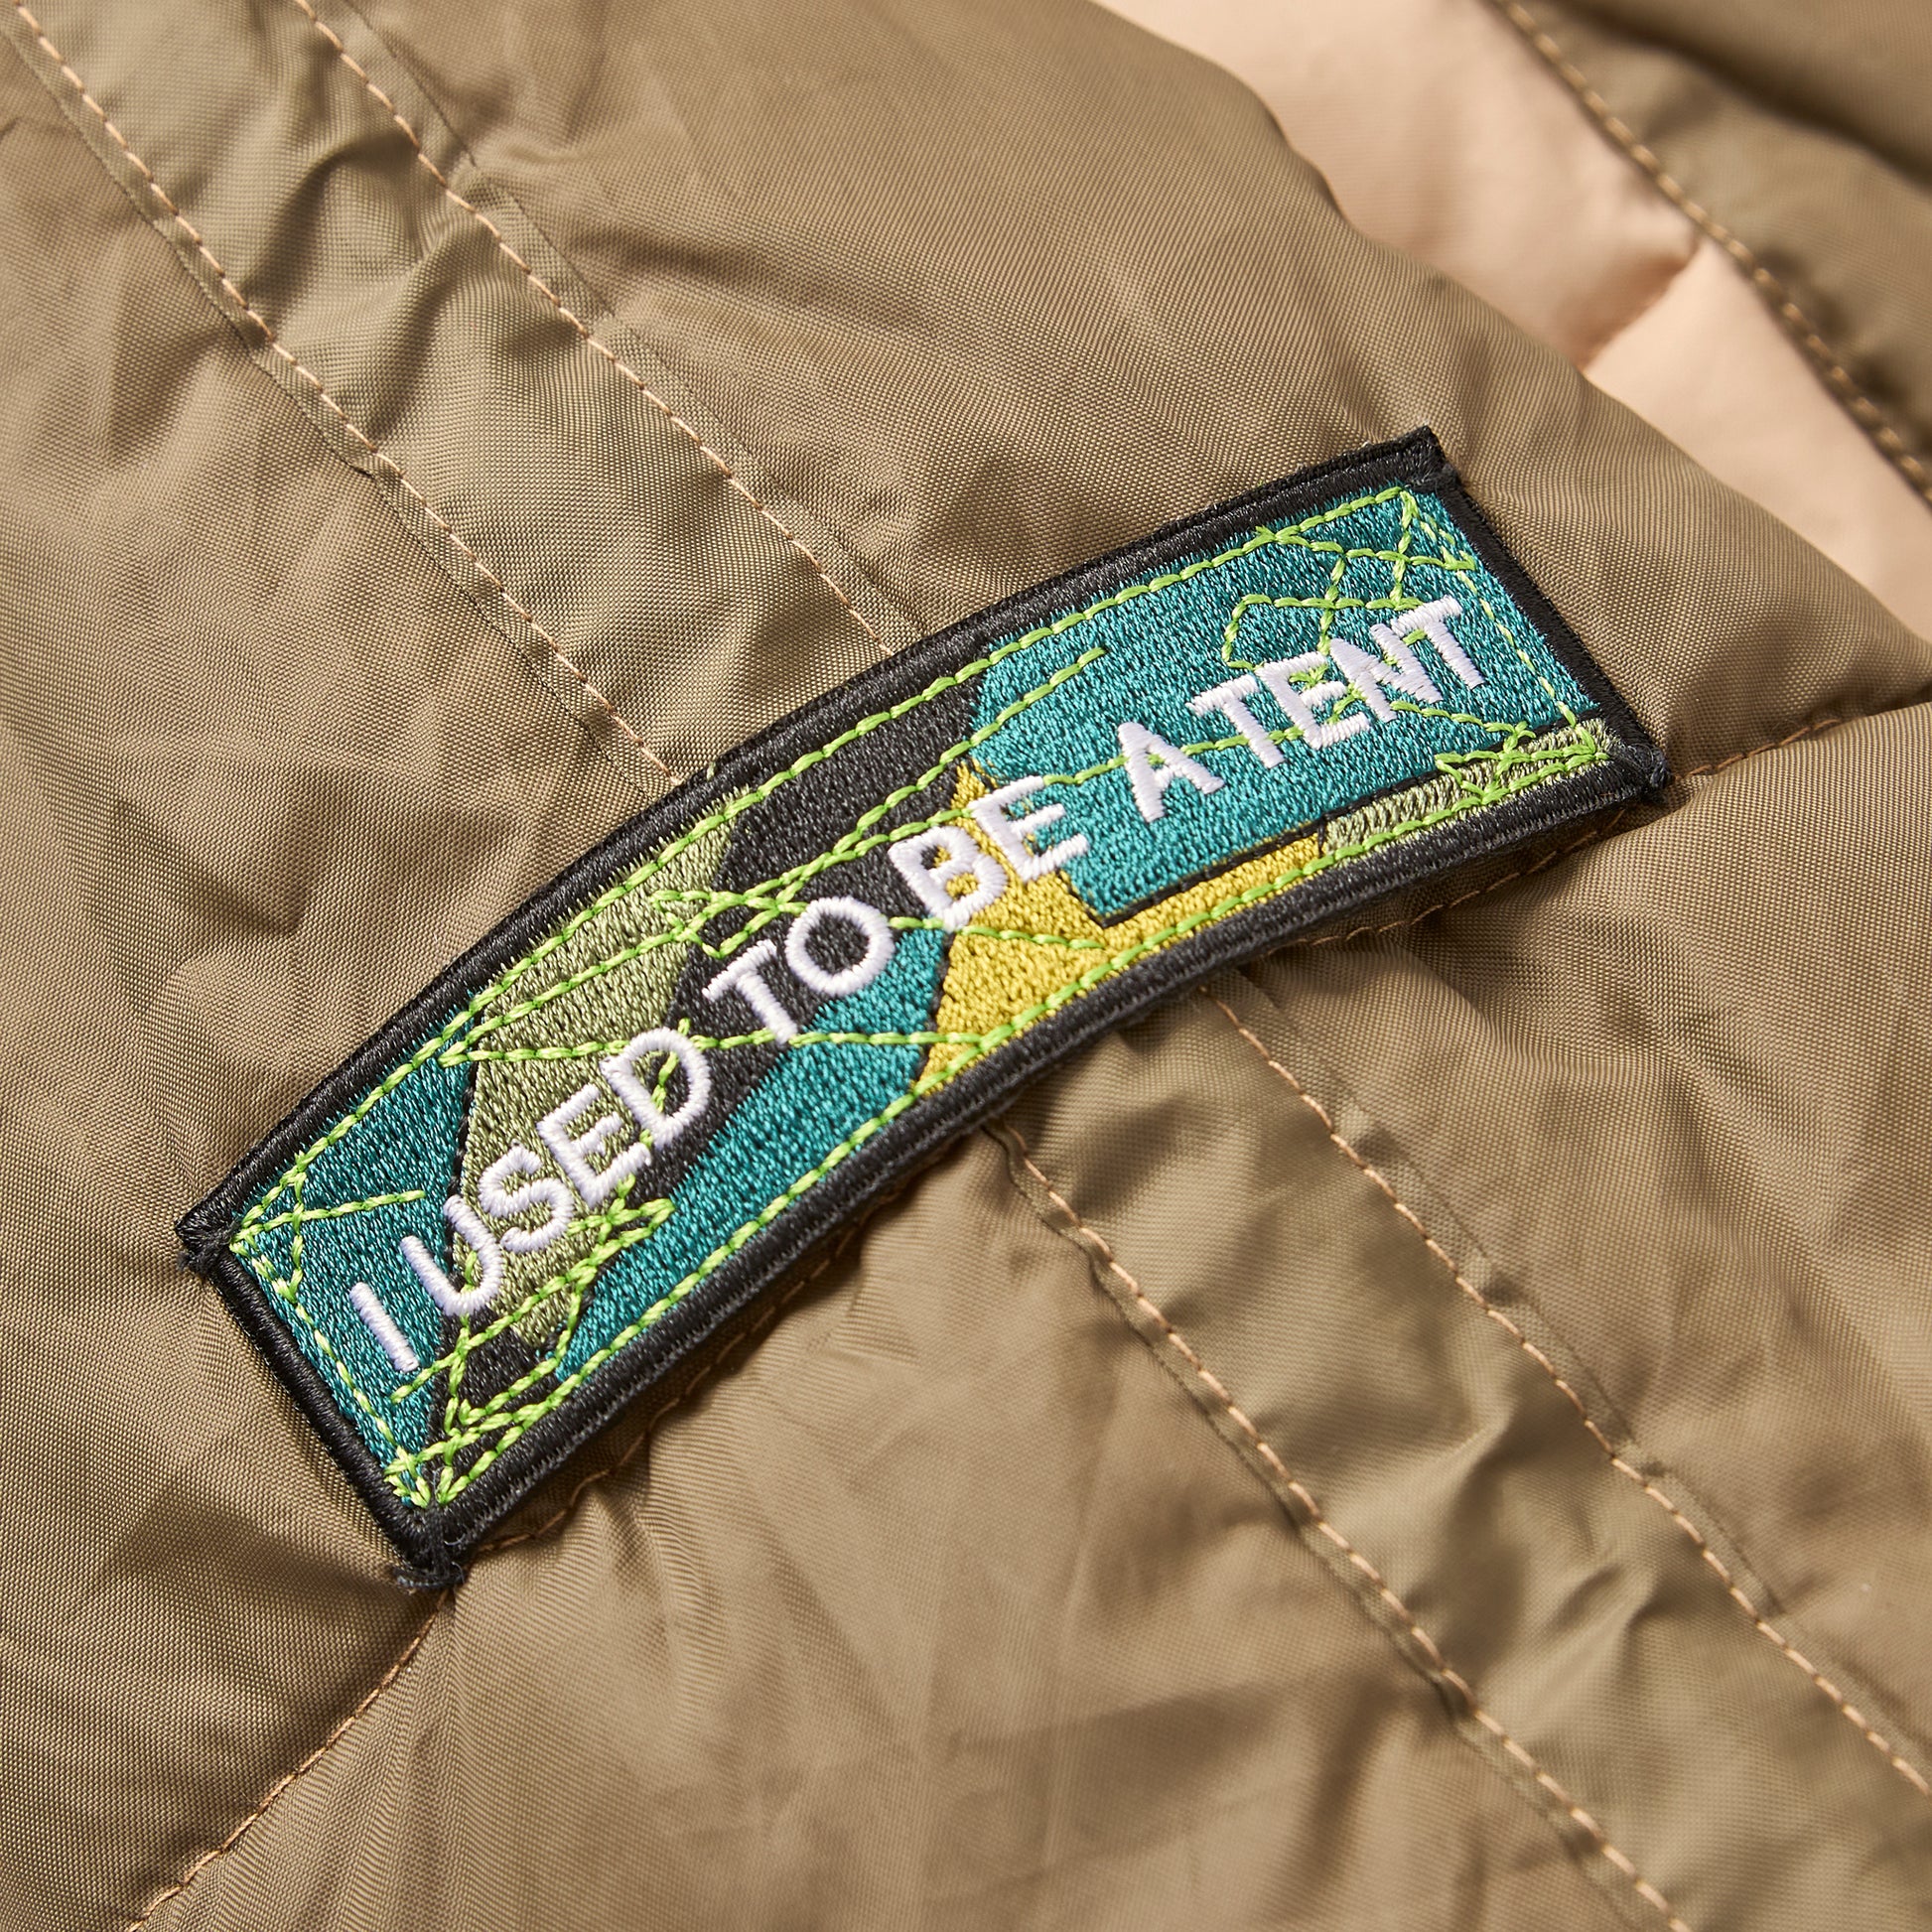 I USED TO BE A TENT